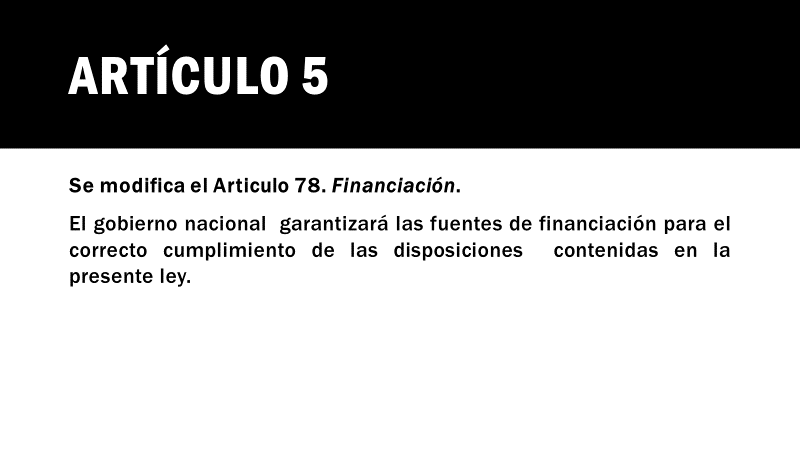 ARTÍCULO 5
Se modifica el Articulo 78. Financiación.
El gobierno nacional  garantizará las fuentes de financiación para el
correcto cumplimiento de las disposiciones  contenidas en la
presente ley.